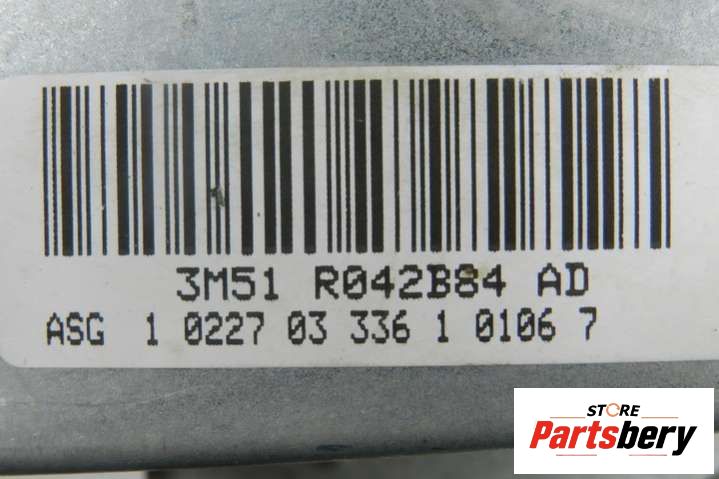 3M51 R042B84 AD
ASG 1 0227 03 336 1 0106 7
STORE
Partsbery